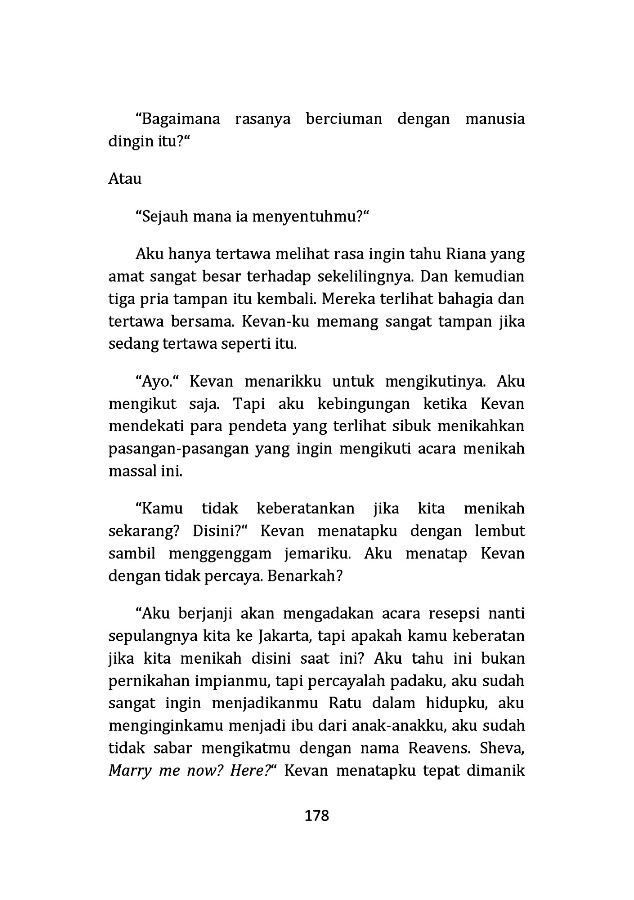 “Bagaimana rasanya berciuman dengan manusia
dingin itu?“
Atau
“Sejauh mana ia menyentuhmu?“
Aku hanya tertawa melihat rasa ingin tahu Riana yang
amat sangat besar terhadap sekelilingnya. Dan kemudian
tiga pria tampan itu kembali. Mereka terlihat bahagia dan
tertawa bersama. Kevan-ku memang sangat tampan jika
sedang tertawa seperti itu.
“Ayo.“ Kevan menarikku untuk mengikutinya. Aku
mengikut saja. Tapi aku kebingungan ketika Kevan
mendekati para pendeta yang terlihat sibuk menikahkan
pasangan-pasangan yang ingin mengikuti acara menikah
massal ini.
“Kamu tidak keberatankan jika kita menikah
sekarang? Disini?“ Kevan menatapku dengan lembut
sambil menggenggam jemariku. Aku menatap Kevan
dengan tidak percaya. Benarkah?
“Aku berjanji akan mengadakan acara resepsi nanti
sepulangnya kita ke Jakarta, tapi apakah kamu keberatan
jika kita menikah disini saat ini? Aku tahu ini bukan
pernikahan impianmu, tapi percayalah padaku, aku sudah
sangat ingin menjadikanmu Ratu dalam hidupku, aku
menginginkamu menjadi ibu dari anak-anakku, aku sudah
tidak sabar mengikatmu dengan nama Reavens. Sheva,
Marry me now? Here?“ Kevan menatapku tepat dimanik
178